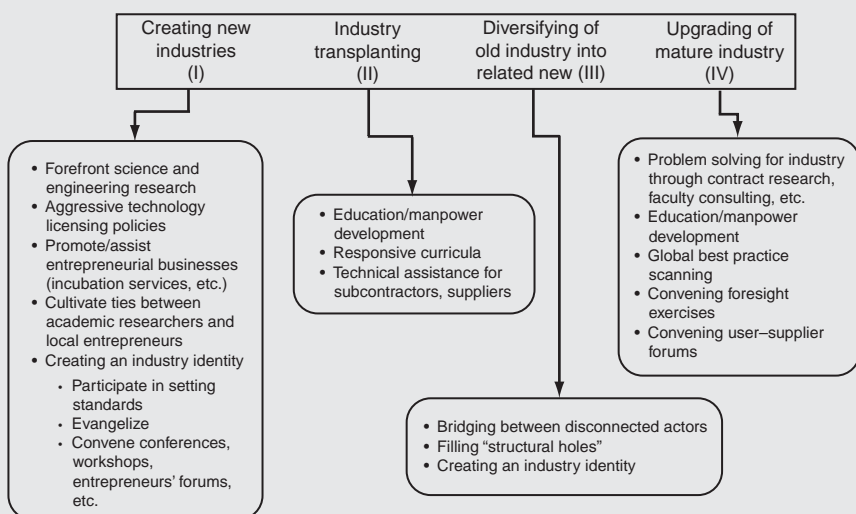 Creating new
industries
(I)
Industry
transplanting
(II)
Diversifying of
old industry into
related new (III)
Upgrading of
mature industry
(IV)
• Forefront science and
engineering research
• Aggressive technology
licensing policies
• Promote/assist
entrepreneurial businesses
(incubation services, etc.)
• Cultivate ties between
academic researchers and
local entrepreneurs
• Creating an industry identity
• Participate in setting
standards
• Evangelize
• Convene conferences,
workshops,
entrepreneurs' forums,
etc.
• Education/manpower
development
• Responsive curricula
• Technical assistance for
subcontractors, suppliers
• Bridging between disconnected actors
• Filling “structural holes”
• Creating an industry identity
• Problem solving for industry
through contract research,
faculty consulting, etc.
• Education/manpower
development
• Global best practice
scanning
• Convening foresight
exercises
• Convening user–supplier
forums